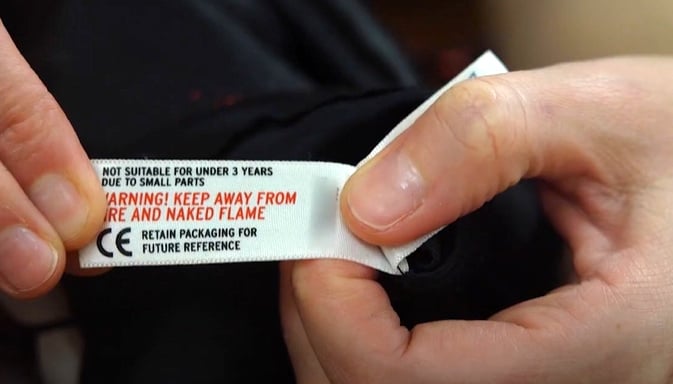 NOT SUITABLE FOR UNDER 3 YEARS
DUE TO SMALL PARTS
WARNING! KEEP AWAY FROM
FIRE AND NAKED FLAME
CE RETAIN PACKAGING FOR
FUTURE REFERENCE